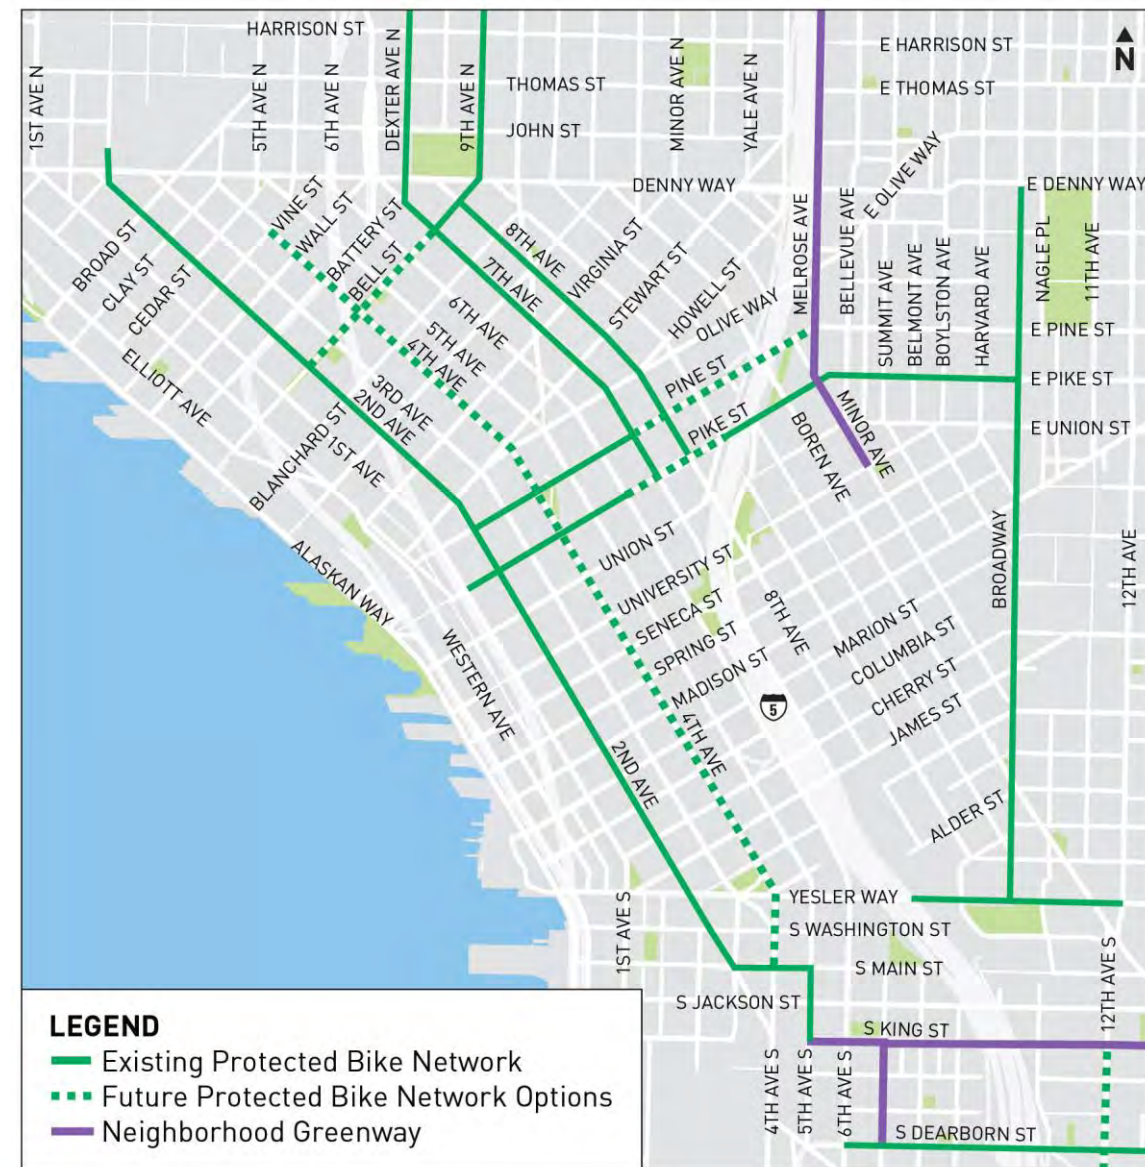 HARRISON ST
E HARRISON ST
N
1ST AVE N
5TH AVE N
6TH AVE N
DEXTER AVE N
9TH AVE N
THOMAS ST
MINOR AVE N
YALE AVE N
E THOMAS ST
JOHN ST
E OLIVE WAY
DENNY WAY
E DENNY WAY
VINE ST
WALL ST
BATTERY ST
BELL ST
8TH AVE
7TH AVE
VIRGINIA ST
STEWART ST
HOWELL ST
OLIVE WAY
MELROSE AVE
BELLEVUE AVE
SUMMIT AVE
BELMONT AVE
BOYLSTON AVE
HARVARD AVE
NAGLE PL
11TH AVE
BROAD ST
CLAY ST
CEDAR ST
ELLIOTT AVE
6TH AVE
5TH AVE
4TH AVE
3RD AVE
2ND AVE
1ST AVE
BLANCHARD ST
PINE ST
PIKE ST
E PINE ST
E PIKE ST
E UNION ST
MINOR AVE
BOREN AVE
ALASKAN WAY
WESTERN AVE
UNION ST
UNIVERSITY ST
SENECA ST
SPRING ST
MADISON ST
8TH AVE
MARION ST
COLUMBIA ST
CHERRY ST
JAMES ST
BROADWAY
12TH AVE
5
4TH AVE
2ND AVE
ALDER ST
YESLER WAY
S WASHINGTON ST
1ST AVE S
S MAIN ST
S JACKSON ST
S KING ST
12TH AVE S
4TH AVE S
5TH AVE S
6TH AVE S
S DEARBORN ST
LEGEND
Existing Protected Bike Network
Future Protected Bike Network Options
Neighborhood Greenway